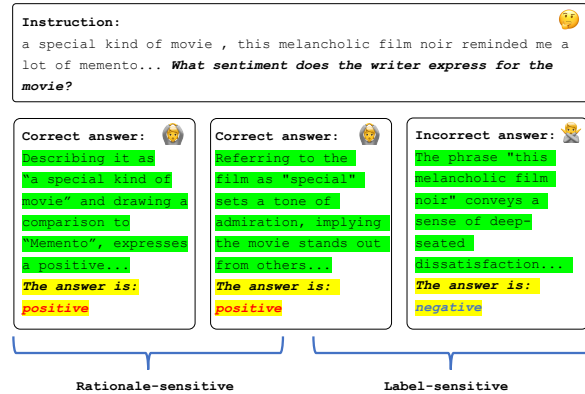 Instruction:
a special kind of movie , this melancholic film noir reminded me a
lot of memento... What sentiment does the writer express for the
movie?
Correct answer:
Describing it as
“a special kind of
movie” and drawing a
comparison to
“Memento”, expresses
a positive...
The answer is:
positive
Correct answer:
Referring to the
film as "special"
sets a tone of
admiration, implying
the movie stands out
from others...
The answer is:
positive
Incorrect answer:
The phrase "this
melancholic film
noir" conveys a
sense of deep-
seated
dissatisfaction...
The answer is:
negative
Rationale-sensitive
Label-sensitive